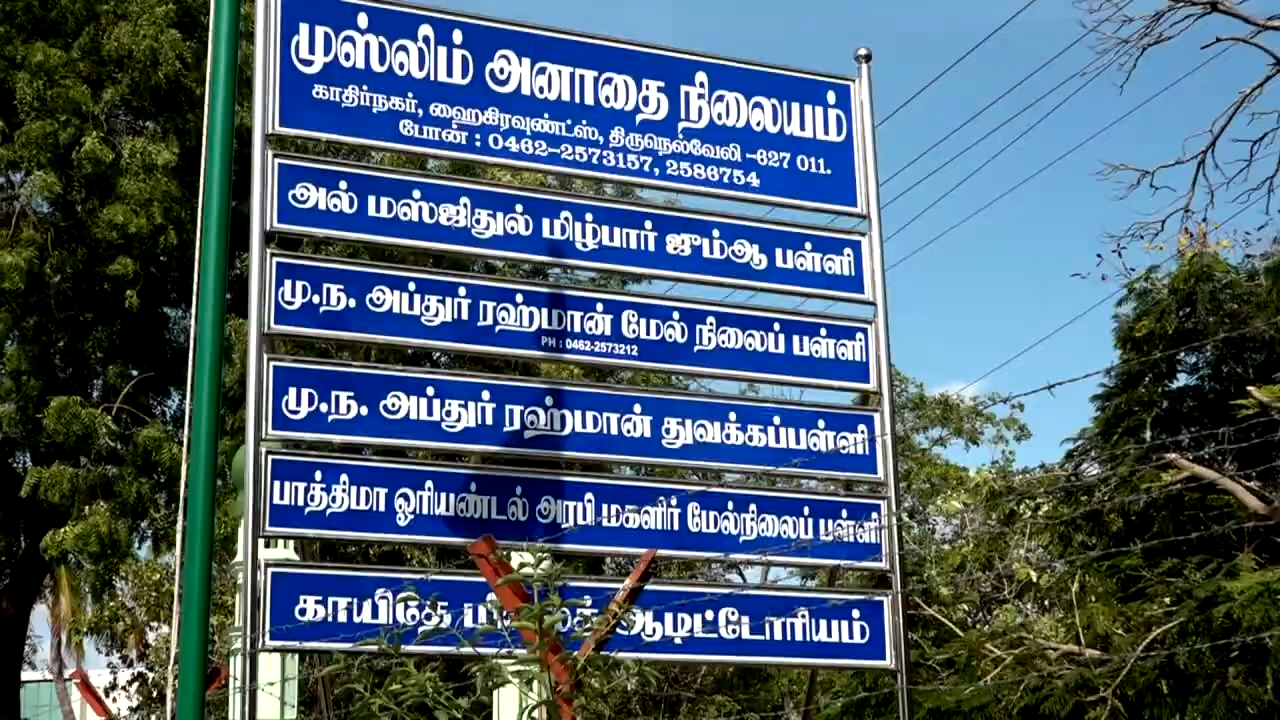 முஸ்லிம் அனாதை நிலையம்
காதிர்நகர், ஹைகிரவுண்ட்ஸ், திருநெல்வேலி -627 011.
போன் : 0462-2573157, 2586754
அல் மஸ்ஜிதுல் மிழ்பார் ஜும்ஆ பள்ளி
மு.ந. அப்துர் ரஹ்மான் மேல் நிலைப் பள்ளி
PH : 0462-2573212
மு.ந. அப்துர் ரஹ்மான் துவக்கப்பள்ளி
பாத்திமா ஓரியண்டல் அரபி மகளிர் மேல்நிலைப் பள்ளி
காயிதே ஆடிட்டோரியம்